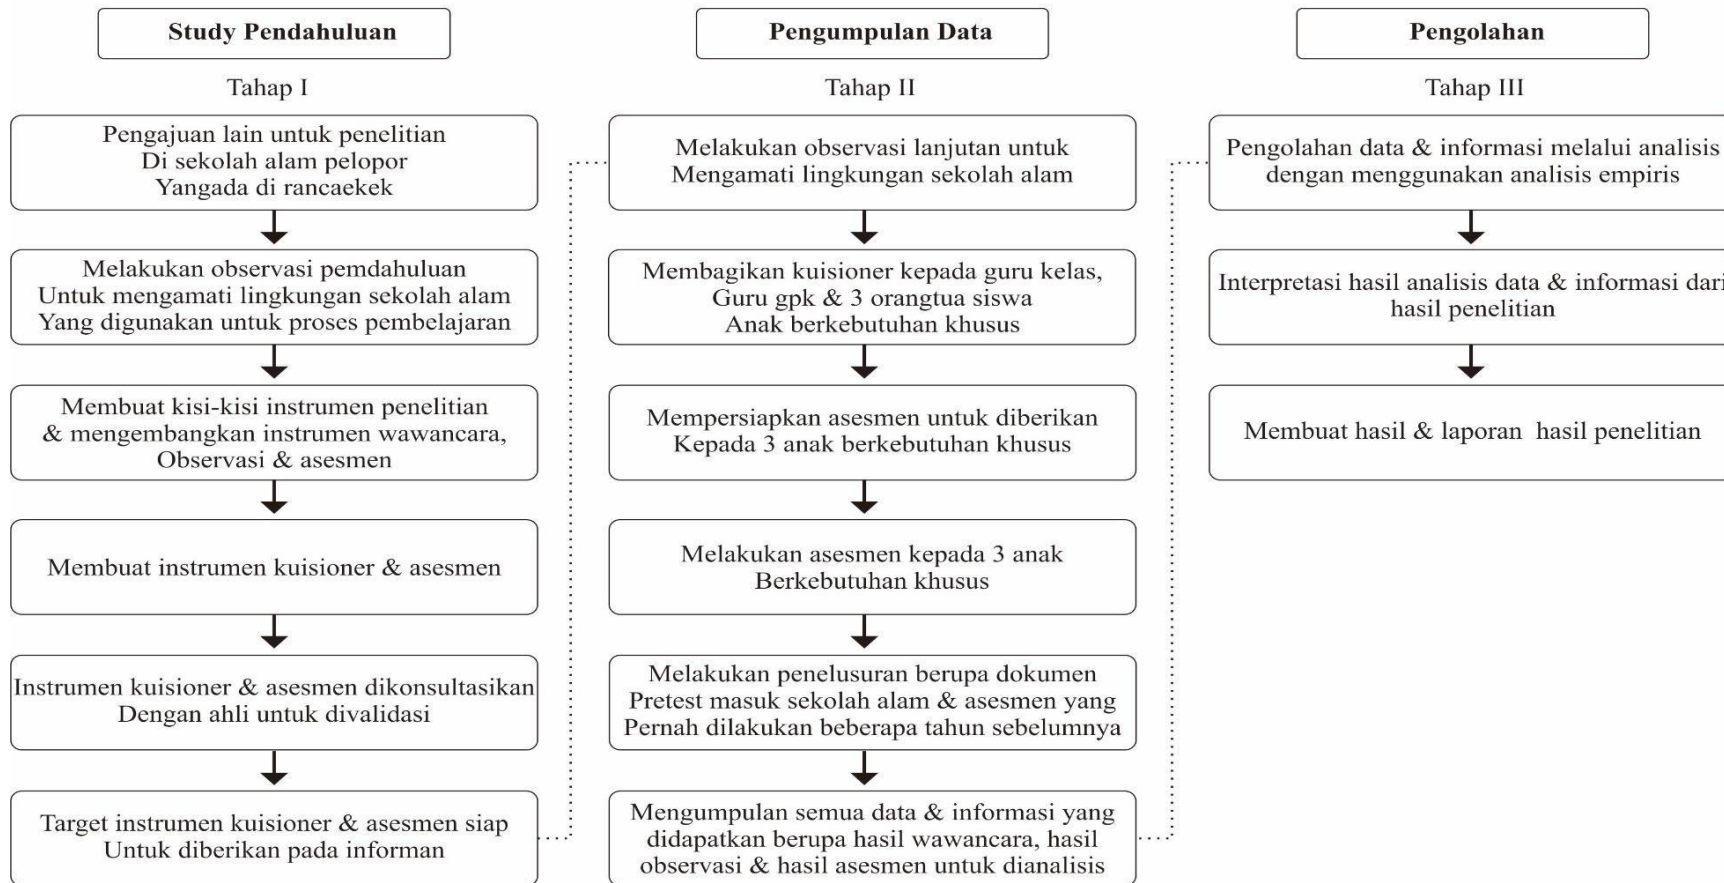 Study Pendahuluan
Tahap I
Pengajuan lain untuk penelitian
Di sekolah alam pelopor
Yangada di rancaekek
Melakukan observasi pemdahuluan
Untuk mengamati lingkungan sekolah alam
Yang digunakan untuk proses pembelajaran
Membuat kisi-kisi instrumen penelitian
& mengembangkan instrumen wawancara,
Observasi & asesmen
Membuat instrumen kuisioner & asesmen
Instrumen kuisioner & asesmen dikonsultasikan
Dengan ahli untuk divalidasi
Target instrumen kuisioner & asesmen siap
Untuk diberikan pada informan
Pengumpulan Data
Tahap II
Melakukan observasi lanjutan untuk
Mengamati lingkungan sekolah alam
Membagikan kuisioner kepada guru kelas,
Guru gpk & 3 orangtua siswa
Anak berkebutuhan khusus
Mempersiapkan asesmen untuk diberikan
Kepada 3 anak berkebutuhan khusus
Melakukan asesmen kepada 3 anak
Berkebutuhan khusus
Melakukan penelusuran berupa dokumen
Pretest masuk sekolah alam & asesmen yang
Pernah dilakukan beberapa tahun sebelumnya
Mengumpulan semua data & informasi yang
didapatkan berupa hasil wawancara, hasil
observasi & hasil asesmen untuk dianalisis
Pengolahan
Tahap III
Pengolahan data & informasi melalui analisis
dengan menggunakan analisis empiris
Interpretasi hasil analisis data & informasi dari
hasil penelitian
Membuat hasil & laporan hasil penelitian